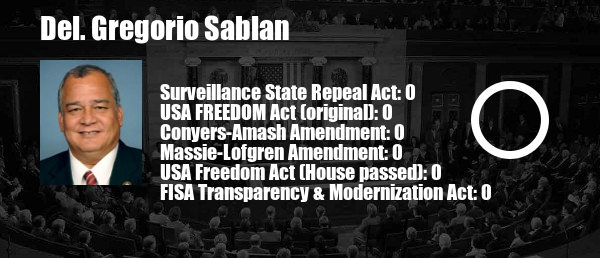 Del. Gregorio Sablan
Surveillance State Repeal Act: 0
USA FREEDOM Act (original): 0
Conyers-Amash Amendment: 0
Massie-Lofgren Amendment: 0
USA Freedom Act (House passed): 0
FISA Transparency & Modernization Act: 0